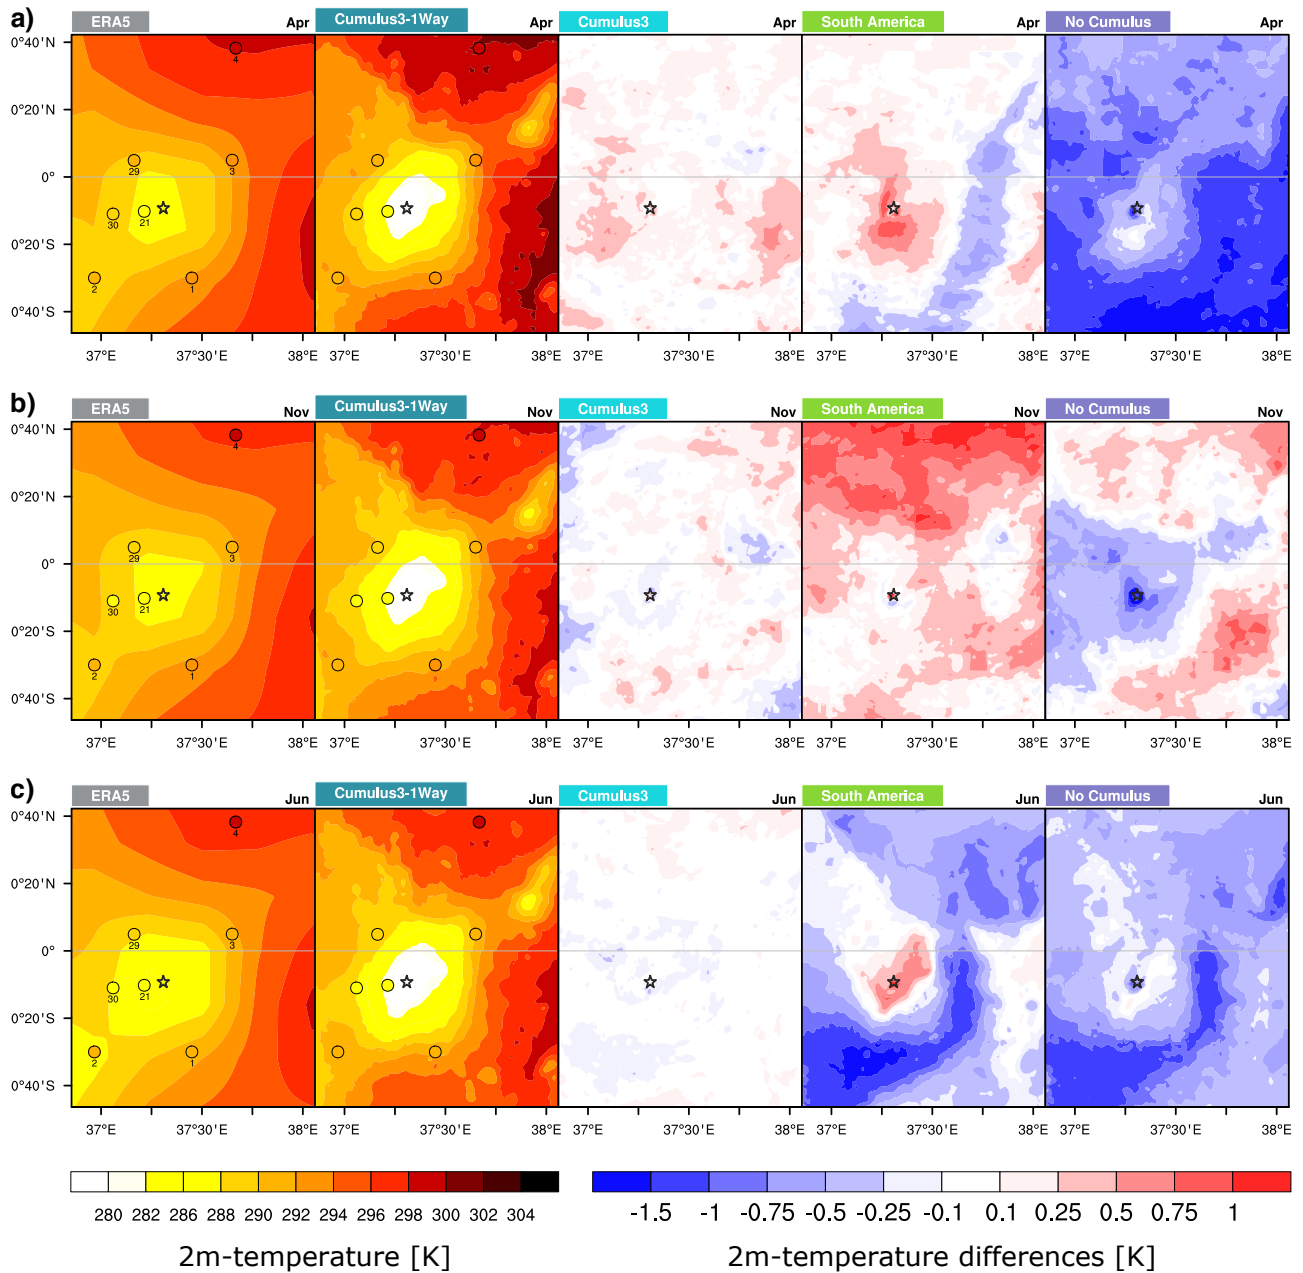 a) ERA5 Apr Cumulus3-1Way Apr Cumulus3 Apr South America Apr No Cumulus Apr
0°40'N
4
0°20'N
29 3
0°
30 21
0°20'S
2 1
0°40'S
37°E 37°30'E 38°E 37°E 37°30'E 38°E 37°E 37°30'E 38°E 37°E 37°30'E 38°E 37°E 37°30'E 38°E
b) ERA5 Nov Cumulus3-1Way Nov Cumulus3 Nov South America Nov No Cumulus Nov
0°40'N
4
0°20'N
29 3
0°
30 21
0°20'S
2 1
0°40'S
37°E 37°30'E 38°E 37°E 37°30'E 38°E 37°E 37°30'E 38°E 37°E 37°30'E 38°E 37°E 37°30'E 38°E
c) ERA5 Jun Cumulus3-1Way Jun Cumulus3 Jun South America Jun No Cumulus Jun
0°40'N
4
0°20'N
29 3
0°
30 21
0°20'S
2 1
0°40'S
37°E 37°30'E 38°E 37°E 37°30'E 38°E 37°E 37°30'E 38°E 37°E 37°30'E 38°E 37°E 37°30'E 38°E
280 282 286 288 290 292 294 296 298 300 302 304
-1.5 -1 -0.75 -0.5 -0.25 -0.1 0.1 0.25 0.5 0.75 1
2m-temperature [K] 2m-temperature differences [K]